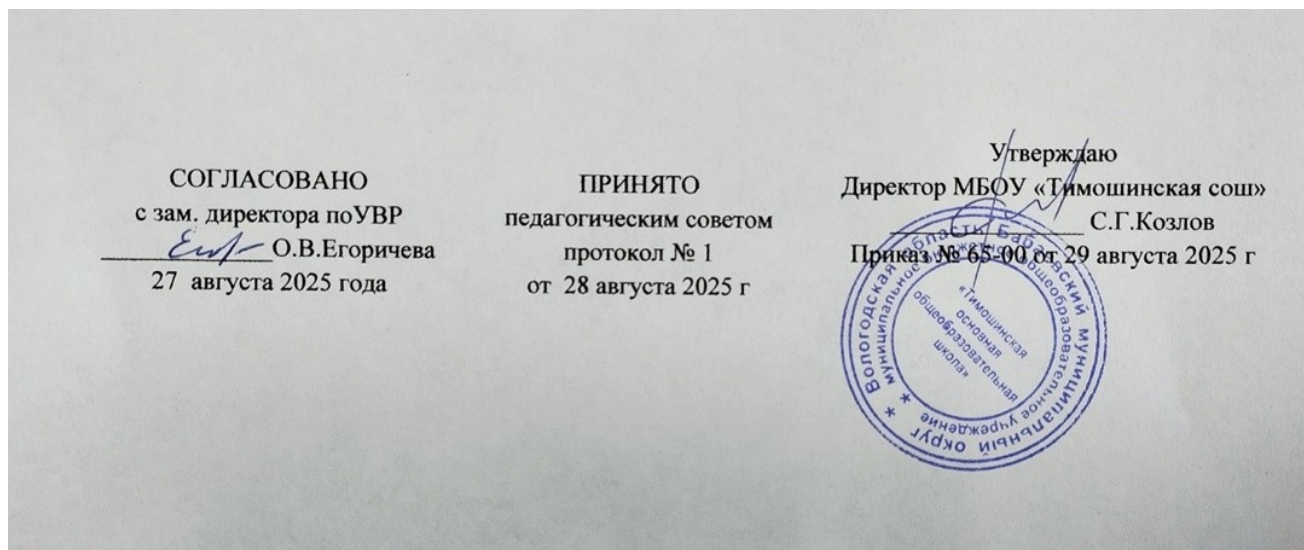 СОГЛАСОВАНО
с зам. директора поУВР
О.В.Егоричева
27 августа 2025 года
ПРИНЯТО
педагогическим советом
протокол № 1
от 28 августа 2025 г
Утверждаю
Директор МБОУ «Тимошинская сош»
С.Г.Козлов
Приказ № 65-00 от 29 августа 2025 г
* Вологодская область Бабаевский муниципальный округ
* муниципальное бюджетное общеобразовательное учреждение
«Тимошинская
основная
общеобразовательная
школа»